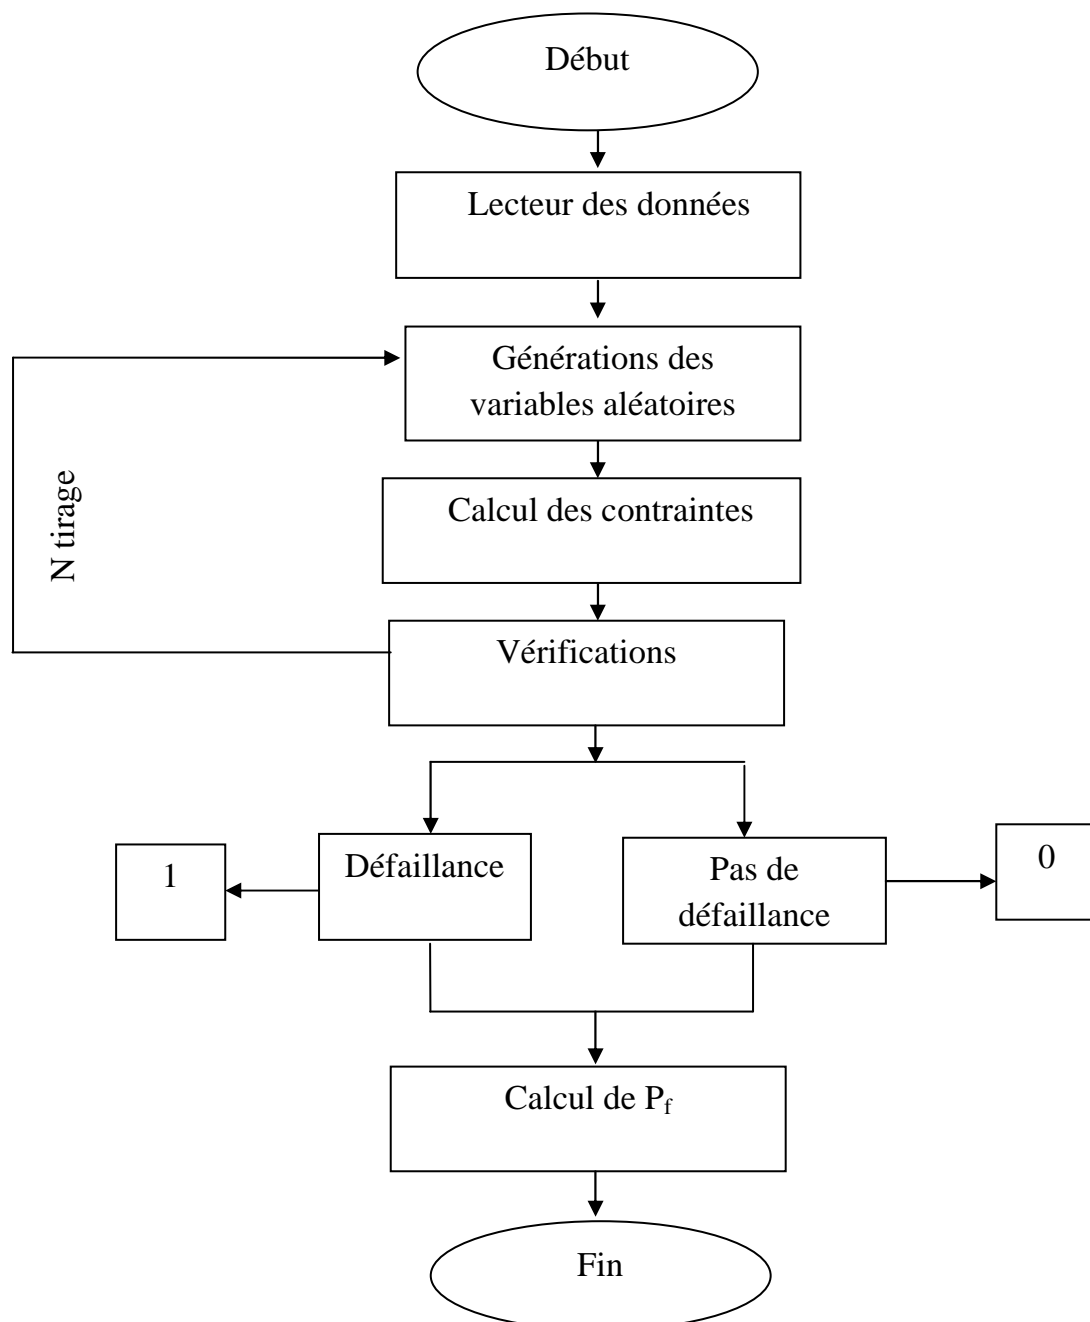 Début
Lecteur des données
Générations des
variables aléatoires
N tirage
Calcul des contraintes
Vérifications
1
Défaillance
Pas de
défaillance
0
Calcul de P_f
Fin